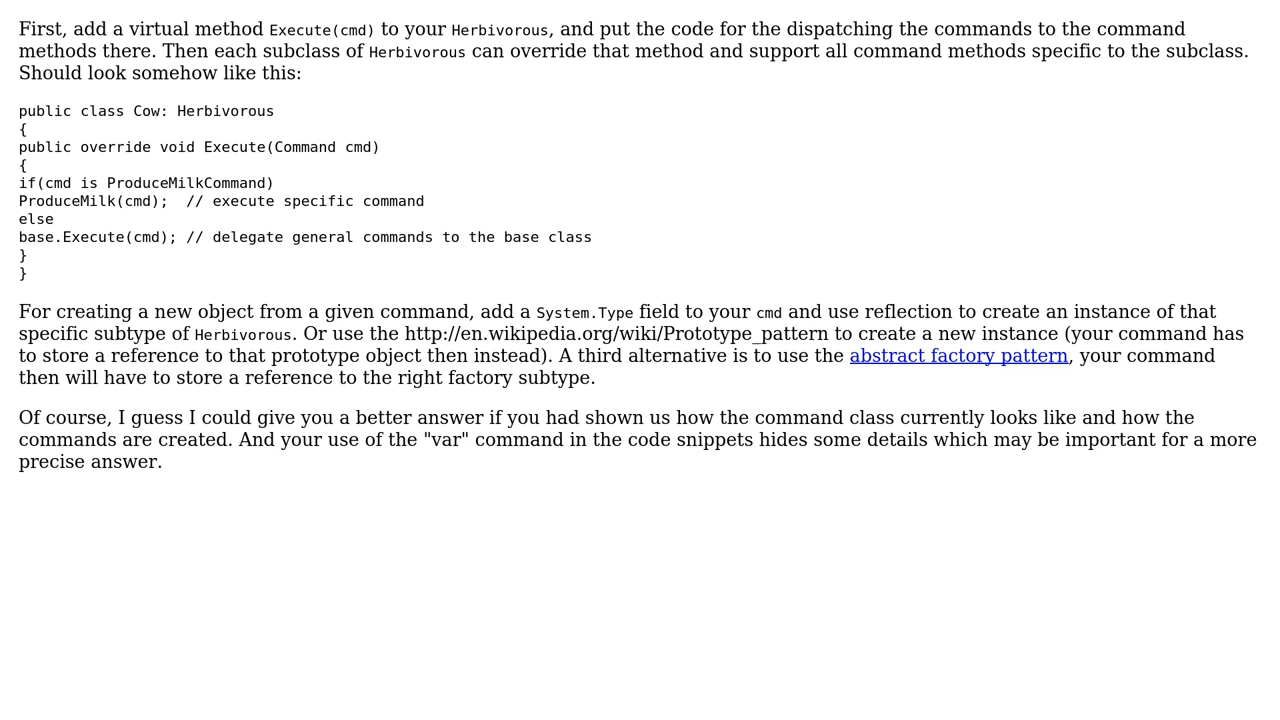 First, add a virtual method Execute(cmd) to your Herbivorous, and put the code for the dispatching the commands to the command
methods there. Then each subclass of Herbivorous can override that method and support all command methods specific to the subclass.
Should look somehow like this:
public class Cow: Herbivorous
{
public override void Execute(Command cmd)
{
if(cmd is ProduceMilkCommand)
ProduceMilk(cmd);  // execute specific command
else
base.Execute(cmd); // delegate general commands to the base class
}
}
For creating a new object from a given command, add a System.Type field to your cmd and use reflection to create an instance of that
specific subtype of Herbivorous. Or use the http://en.wikipedia.org/wiki/Prototype_pattern to create a new instance (your command has
to store a reference to that prototype object then instead). A third alternative is to use the abstract factory pattern, your command
then will have to store a reference to the right factory subtype.
Of course, I guess I could give you a better answer if you had shown us how the command class currently looks like and how the
commands are created. And your use of the "var" command in the code snippets hides some details which may be important for a more
precise answer.